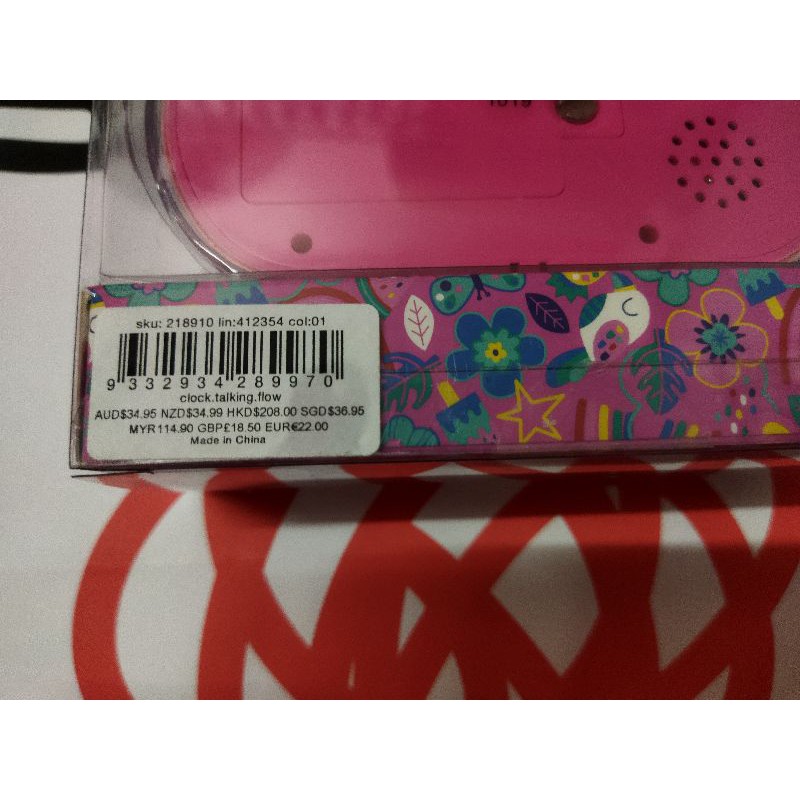 1019
sku: 218910 lin:412354 col:01
9 332934 289970
clock.talking.flow
AUD$34.95 NZD$34.99 HKD$208.00 SGD$36.95
MYR114.90 GBP£18.50 EUR€22.00
Made in China